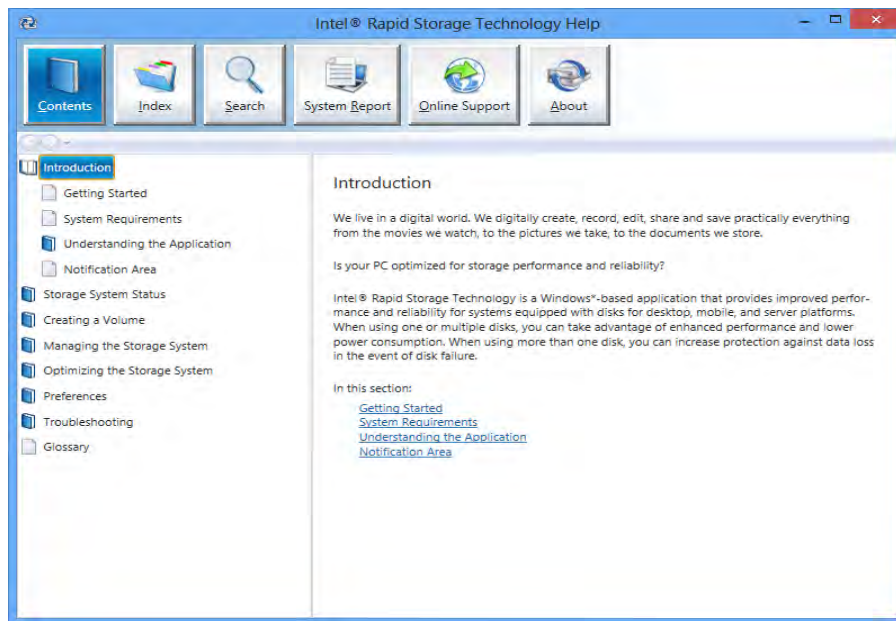 Intel® Rapid Storage Technology Help
Contents
Index
Search
System Report
Online Support
About
Introduction
Getting Started
System Requirements
Understanding the Application
Notification Area
Storage System Status
Creating a Volume
Managing the Storage System
Optimizing the Storage System
Preferences
Troubleshooting
Glossary
Introduction
We live in a digital world. We digitally create, record, edit, share and save practically everything
from the movies we watch, to the pictures we take, to the documents we store.
Is your PC optimized for storage performance and reliability?
Intel® Rapid Storage Technology is a Windows*-based application that provides improved perfor-
mance and reliability for systems equipped with disks for desktop, mobile, and server platforms.
When using one or multiple disks, you can take advantage of enhanced performance and lower
power consumption. When using more than one disk, you can increase protection against data loss
in the event of disk failure.
In this section:
Getting Started
System Requirements
Understanding the Application
Notification Area